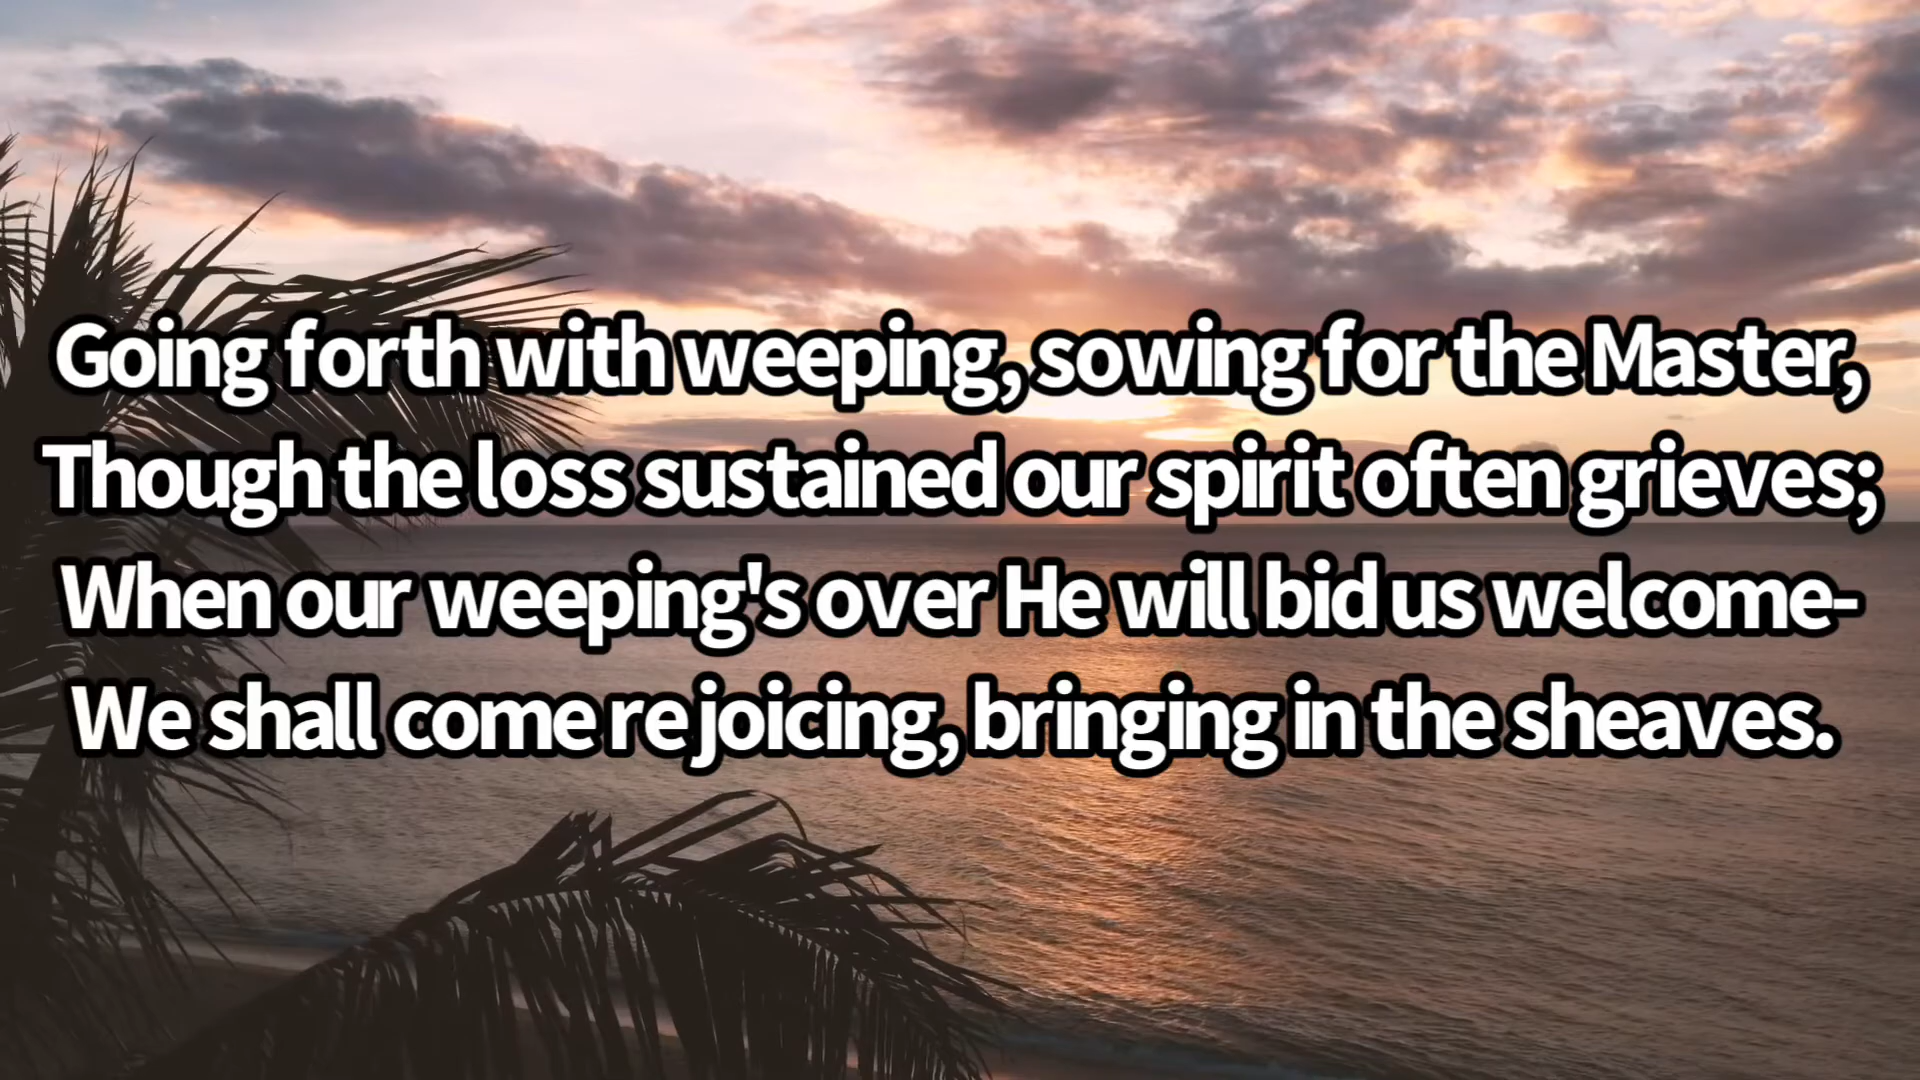 Going forth with weeping, sowing for the Master,
Though the loss sustained our spirit often grieves;
When our weeping's over He will bid us welcome-
We shall come rejoicing, bringing in the sheaves.